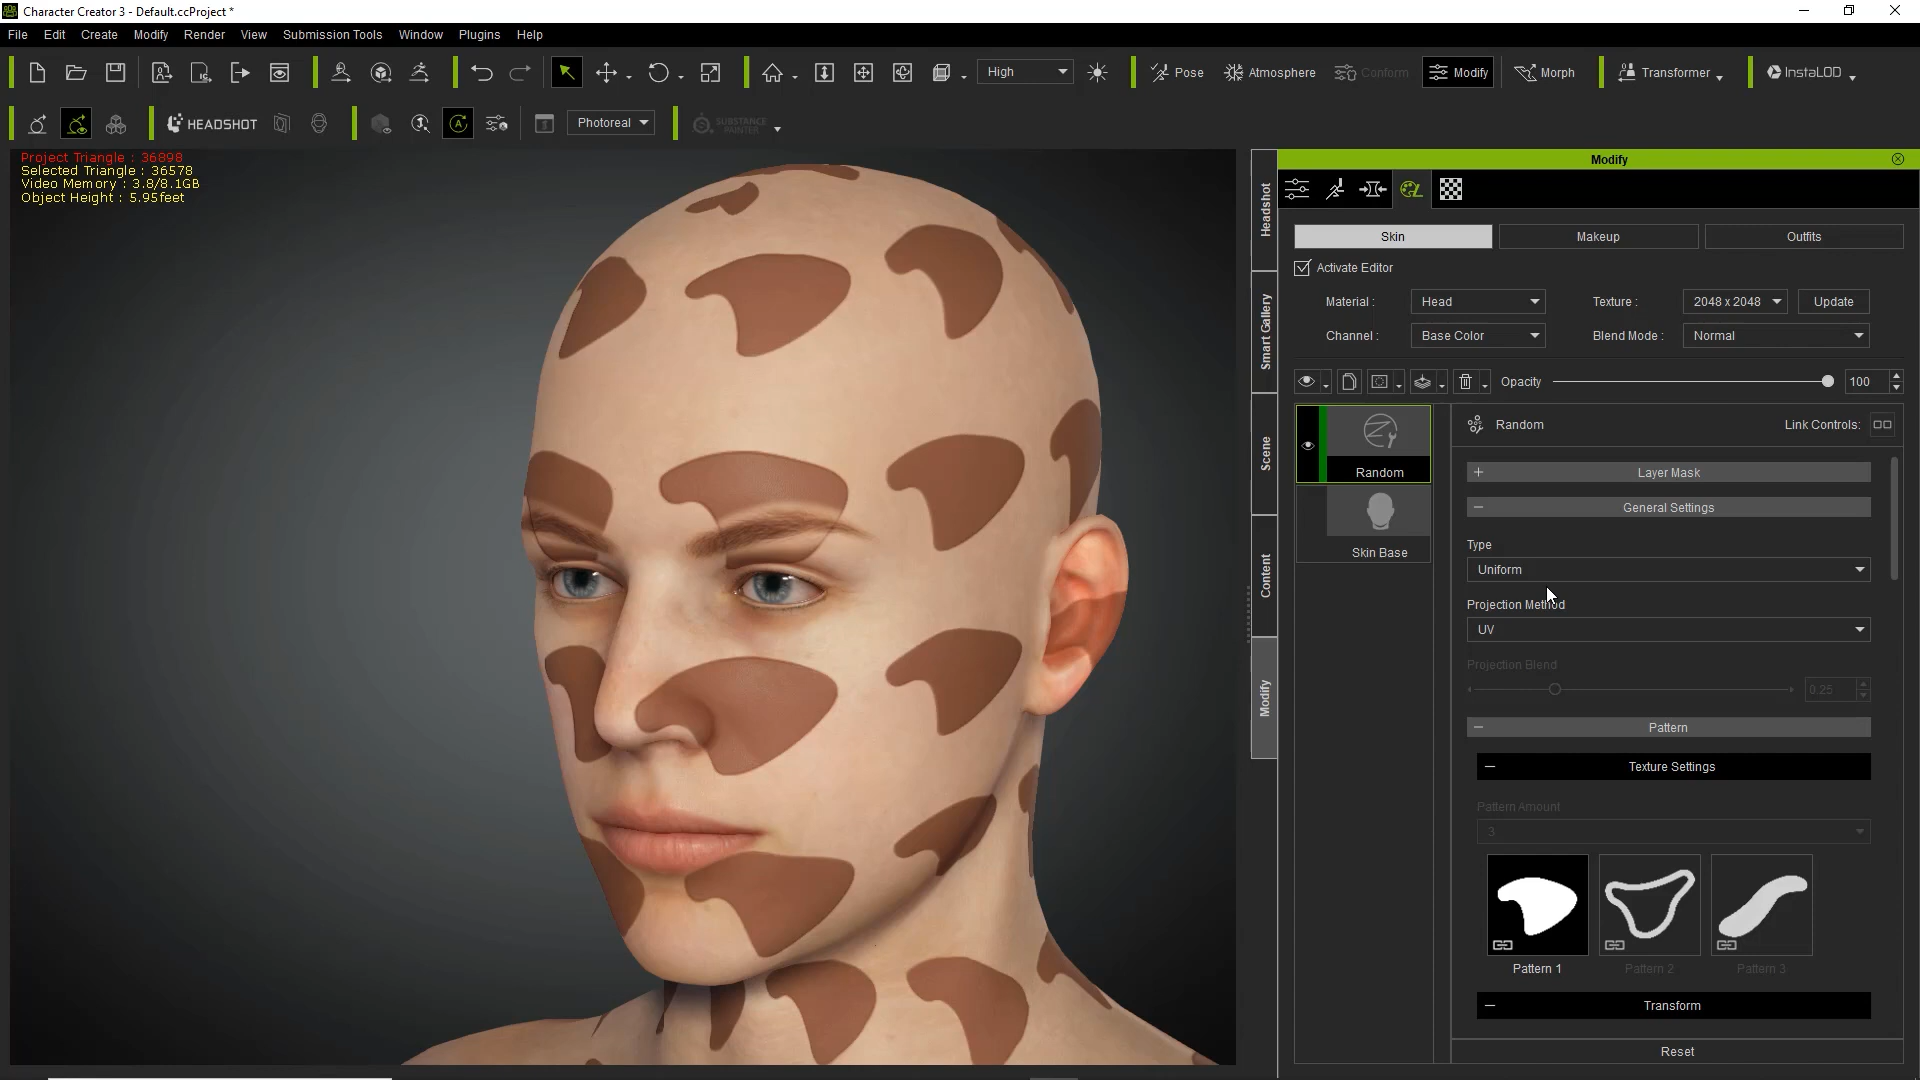 Character Creator 3 - Default.ccProject *
File Edit Create Modify Render View Submission Tools Window Plugins Help
High Pose Atmosphere Conform Modify Morph Transformer InstaLOD
HEADSHOT Photoreal SUBSTANCE PAINTER
Project Triangle : 36898
Selected Triangle : 36578
Video Memory : 3.8/8.1GB
Object Height : 5.95feet
Headshot
Smart Gallery
Scene
Content
Modify
Modify
Skin Makeup Outfits
Activate Editor
Material : Head Texture : 2048 x 2048 Update
Channel : Base Color Blend Mode : Normal
Opacity 100
Random
Skin Base
Random Link Controls:
Layer Mask
General Settings
Type
Uniform
Projection Method
UV
Projection Blend
0.25
Pattern
Texture Settings
Pattern Amount
3
Pattern 1 Pattern 2 Pattern 3
Transform
Reset